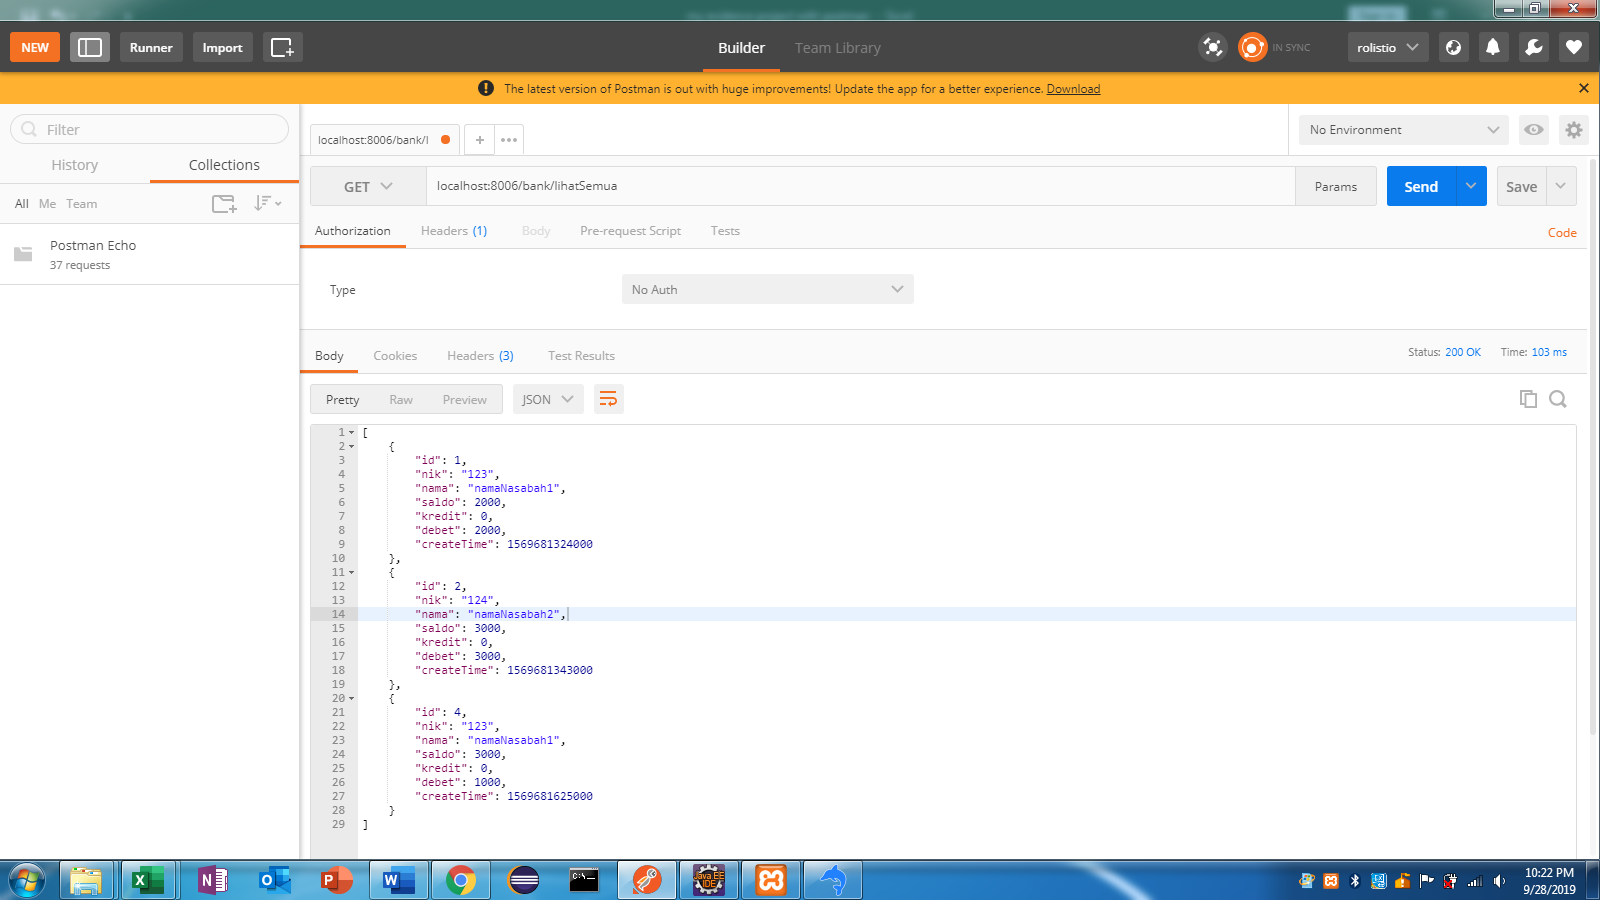 NEW
Runner
Import
Builder
Team Library
IN SYNC
rolistio
The latest version of Postman is out with huge improvements! Update the app for a better experience. Download
Filter
History
Collections
All Me Team
Postman Echo
37 requests
localhost:8006/bank/l
No Environment
GET
localhost:8006/bank/lihatSemua
Params
Send
Save
Authorization
Headers (1)
Body
Pre-request Script
Tests
Code
Type
No Auth
Body
Cookies
Headers (3)
Test Results
Status: 200 OK
Time: 103 ms
Pretty
Raw
Preview
JSON
1 [
2 {
3 "id": 1,
4 "nik": "123",
5 "nama": "namaNasabah1",
6 "saldo": 2000,
7 "kredit": 0,
8 "debet": 2000,
9 "createTime": 1569681324000
10 },
11 {
12 "id": 2,
13 "nik": "124",
14 "nama": "namaNasabah2",
15 "saldo": 3000,
16 "kredit": 0,
17 "debet": 3000,
18 "createTime": 1569681343000
19 },
20 {
21 "id": 4,
22 "nik": "123",
23 "nama": "namaNasabah1",
24 "saldo": 3000,
25 "kredit": 0,
26 "debet": 1000,
27 "createTime": 1569681625000
28 }
29 ]
Java EE
IDE
10:22 PM
9/28/2019